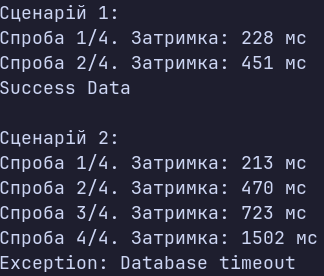 Сценарій 1:
Спроба 1/4. Затримка: 228 мс
Спроба 2/4. Затримка: 451 мс
Success Data

Сценарій 2:
Спроба 1/4. Затримка: 213 мс
Спроба 2/4. Затримка: 470 мс
Спроба 3/4. Затримка: 723 мс
Спроба 4/4. Затримка: 1502 мс
Exception: Database timeout